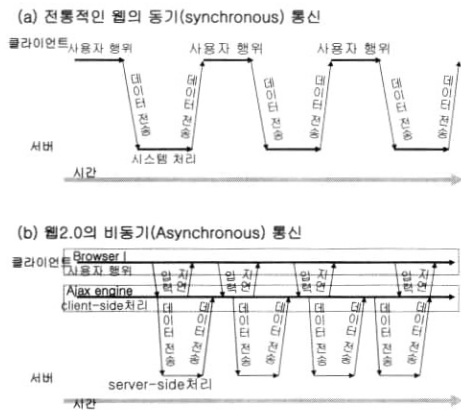 (a) 전통적인 웹의 동기(synchronous) 통신
클라이언트 사용자 행위 사용자 행위 사용자 행위
데이터 전송 데이터 전송 데이터 전송 데이터 전송 데이터 전송 데이터 전송
서버
시스템 처리
시간
(b) 웹2.0의 비동기(Asynchronous) 통신
Browser I
클라이언트
사용자 행위
입력 지연 입력 지연 입력 지연 입력 지연
Ajax engine
client-side처리
데이터 전송 데이터 전송 데이터 전송 데이터 전송 데이터 전송 데이터 전송 데이터 전송 데이터 전송
서버
server-side처리
시간